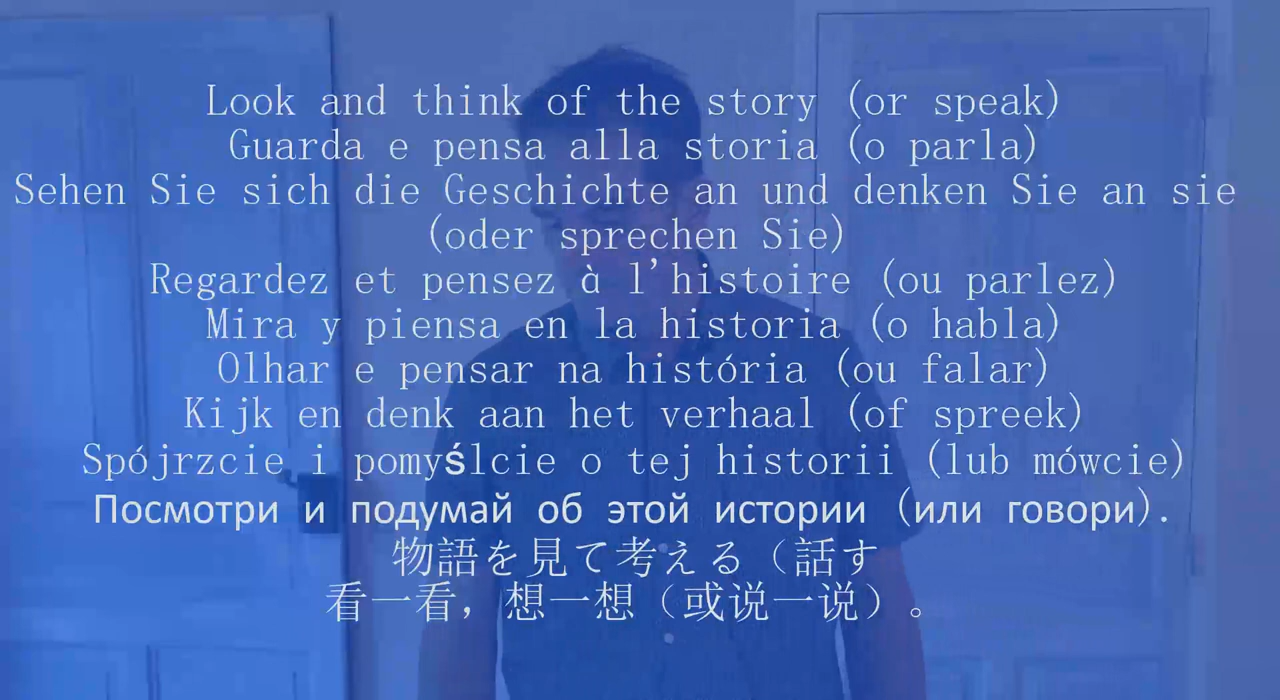 Look and think of the story (or speak)
Guarda e pensa alla storia (o parla)
Sehen Sie sich die Geschichte an und denken Sie an sie
(oder sprechen Sie)
Regardez et pensez à l'histoire (ou parlez)
Mira y piensa en la historia (o habla)
Olhar e pensar na história (ou falar)
Kijk en denk aan het verhaal (of spreek)
Spójrzcie i pomyślcie o tej historii (lub mówcie)
Посмотри и подумай об этой истории (или говори).
物語を見て考える（話す
看一看，想一想（或说一说）。